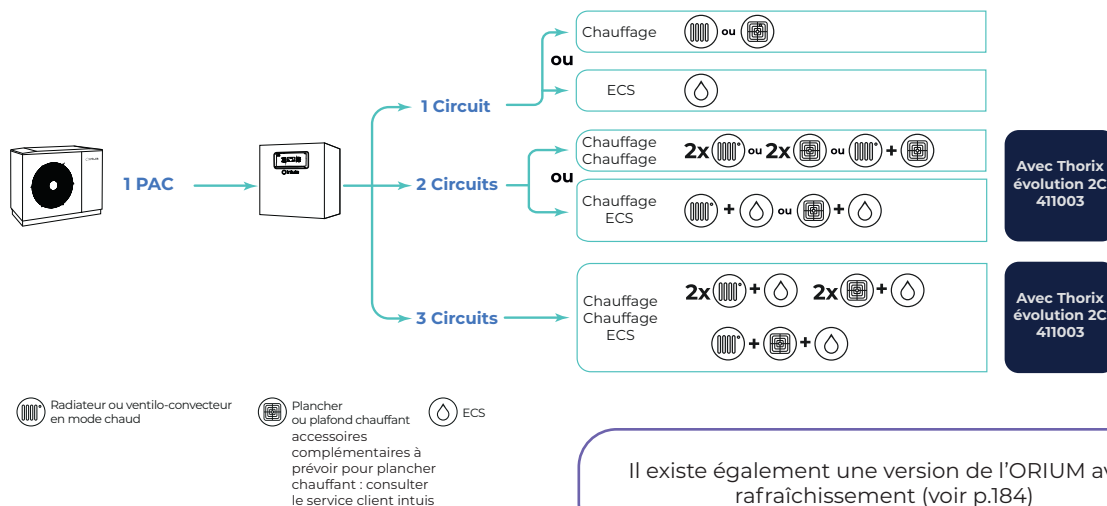 Chauffage ou
ou
ECS
1 Circuit
1 PAC
intuis
2 Circuits
Chauffage
Chauffage
2x ou 2x ou +
ou
Chauffage
ECS
+ ou +
Avec Thorix
évolution 2C
411003
3 Circuits
Chauffage
Chauffage
ECS
2x + 2x +
+ +
Avec Thorix
évolution 2C
411003
Radiateur ou ventilo-convecteur
en mode chaud
Plancher
ou plafond chauffant
accessoires
complémentaires à
prévoir pour plancher
chauffant : consulter
le service client intuis
ECS
Il existe également une version de l’ORIUM av
rafraîchissement (voir p.184)